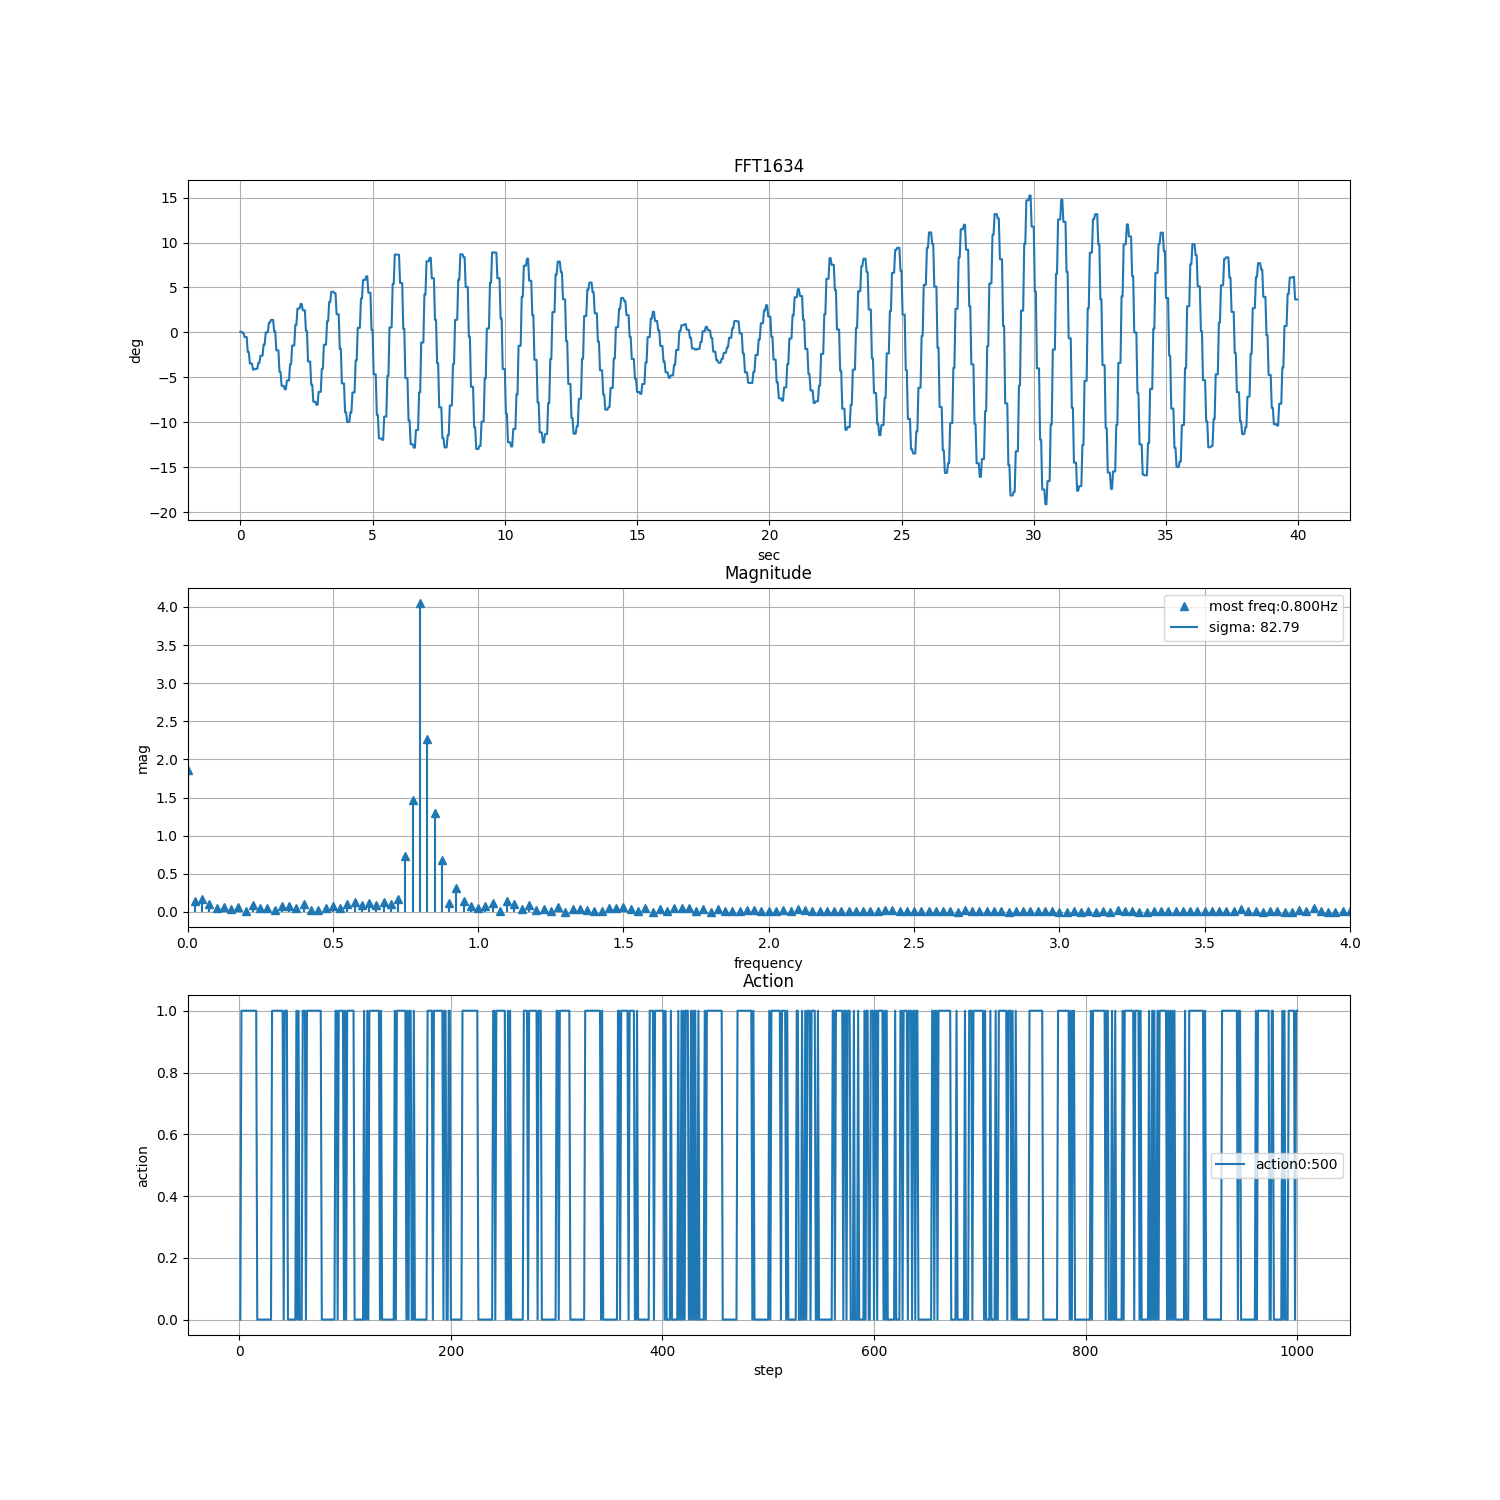 FFT1634
15
10
5
0
−5
−10
−15
−20
deg
0 5 10 15 20 25 30 35 40
sec
Magnitude
4.0
3.5
3.0
2.5
2.0
1.5
1.0
0.5
0.0
mag
most freq:0.800Hz
sigma: 82.79
0.0 0.5 1.0 1.5 2.0 2.5 3.0 3.5 4.0
frequency
Action
1.0
0.8
0.6
0.4
0.2
0.0
action
action0:500
0 200 400 600 800 1000
step